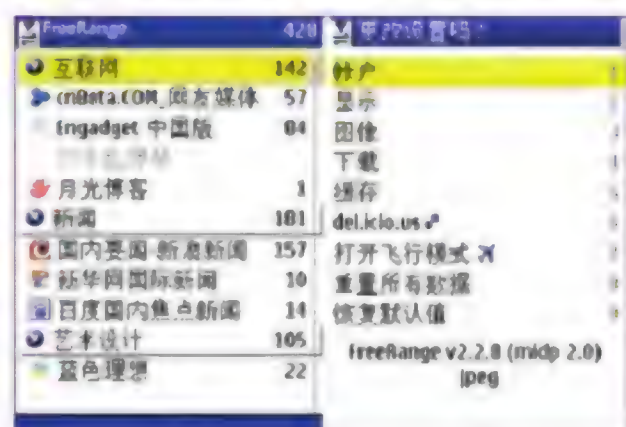 FreeRange 428
互联网 142
cnBeta.COM_网友媒体 57
Engadget 中国版 84
月光博客 1
新闻 181
国内要闻 新浪新闻 157
新华网国际新闻 10
百度国内焦点新闻 14
艺术设计 105
蓝色理想 22
帐户
显示
图像
下载
缓存
del.icio.us
打开飞行模式
重置所有数据
恢复默认值
FreeRange v2.2.8 (midp 2.0)
jpeg